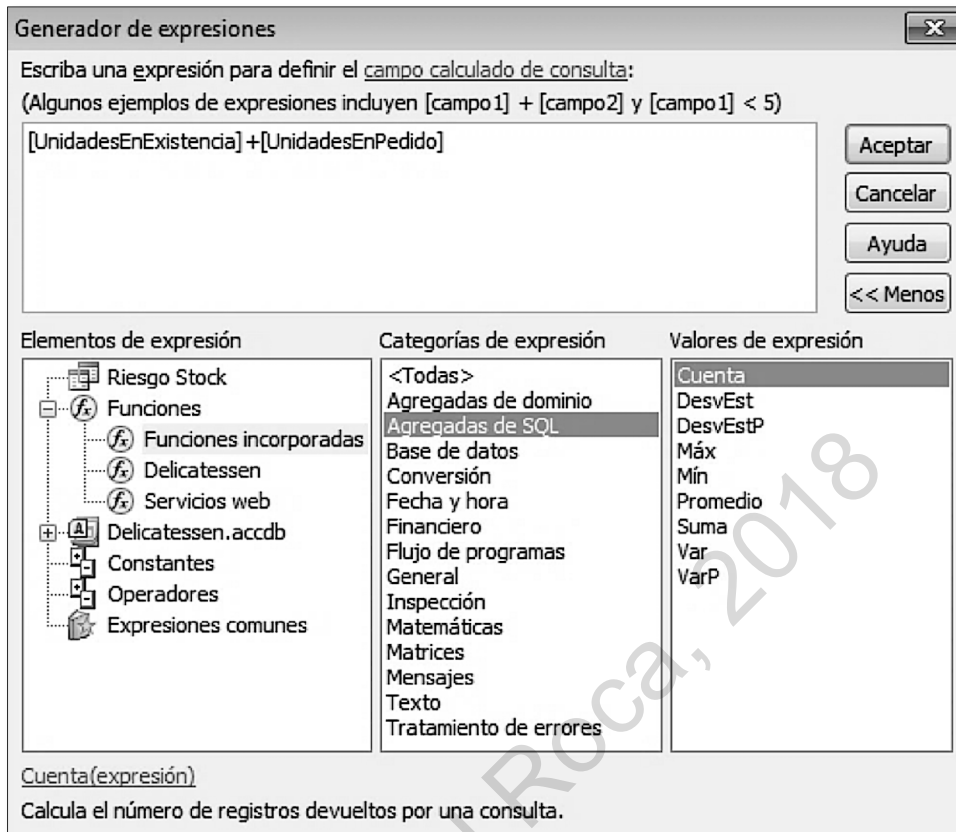 Generador de expresiones
Escriba una expresión para definir el campo calculado de consulta:
(Algunos ejemplos de expresiones incluyen [campo1] + [campo2] y [campo1] < 5)
[UnidadesEnExistencia]+[UnidadesEnPedido]
Aceptar
Cancelar
Ayuda
<< Menos
Elementos de expresión
Riesgo Stock
Funciones
Funciones incorporadas
Delicatessen
Servicios web
Delicatessen.accdb
Constantes
Operadores
Expresiones comunes
Categorías de expresión
<Todas>
Agregadas de dominio
Agregadas de SQL
Base de datos
Conversión
Fecha y hora
Financiero
Flujo de programas
General
Inspección
Matemáticas
Matrices
Mensajes
Texto
Tratamiento de errores
Valores de expresión
Cuenta
DesvEst
DesvEstP
Máx
Mín
Promedio
Suma
Var
VarP
Cuenta(expresión)
Calcula el número de registros devueltos por una consulta.
Roca, 2018